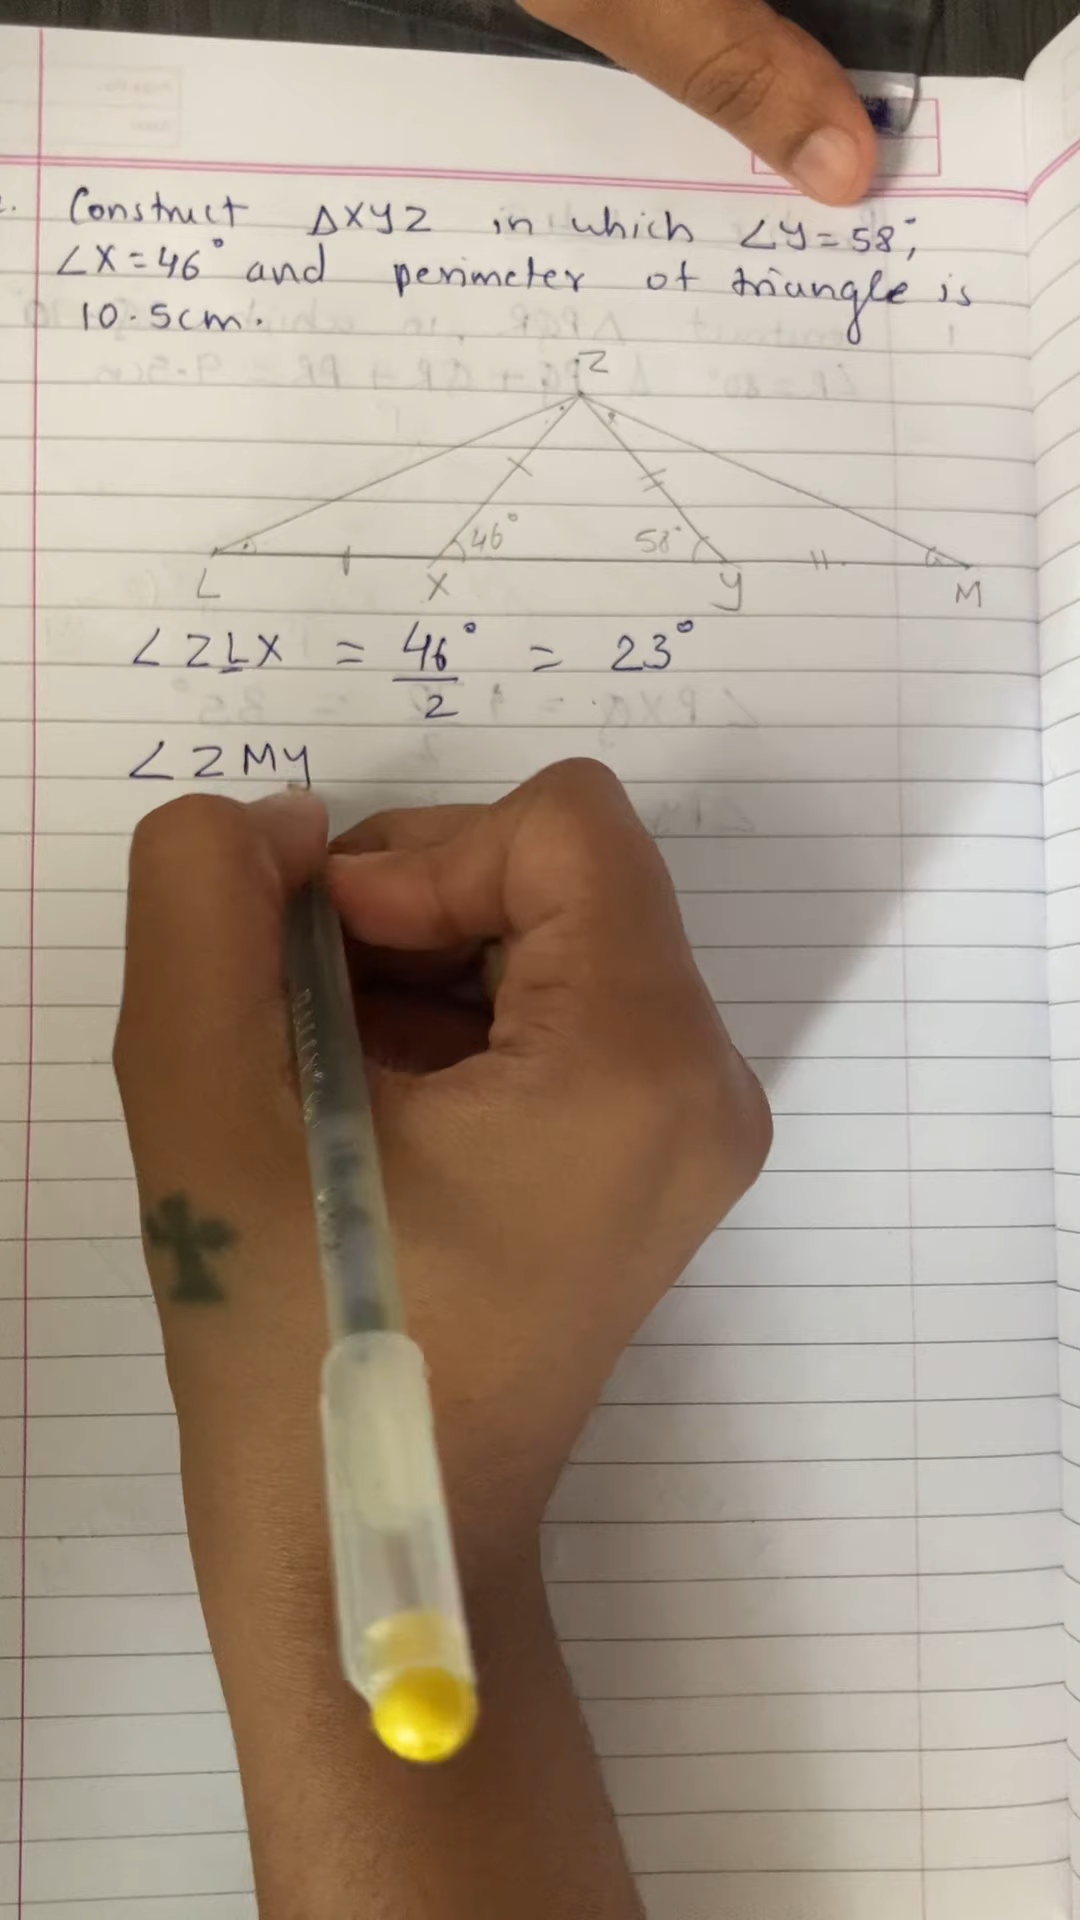 Construct ΔXYZ in which ∠Y=58°,
∠X=46° and perimeter of triangle is
10.5cm.
Z
46° 58°
L X Y M
∠ZLX = 46°/2 = 23°
∠ZMY